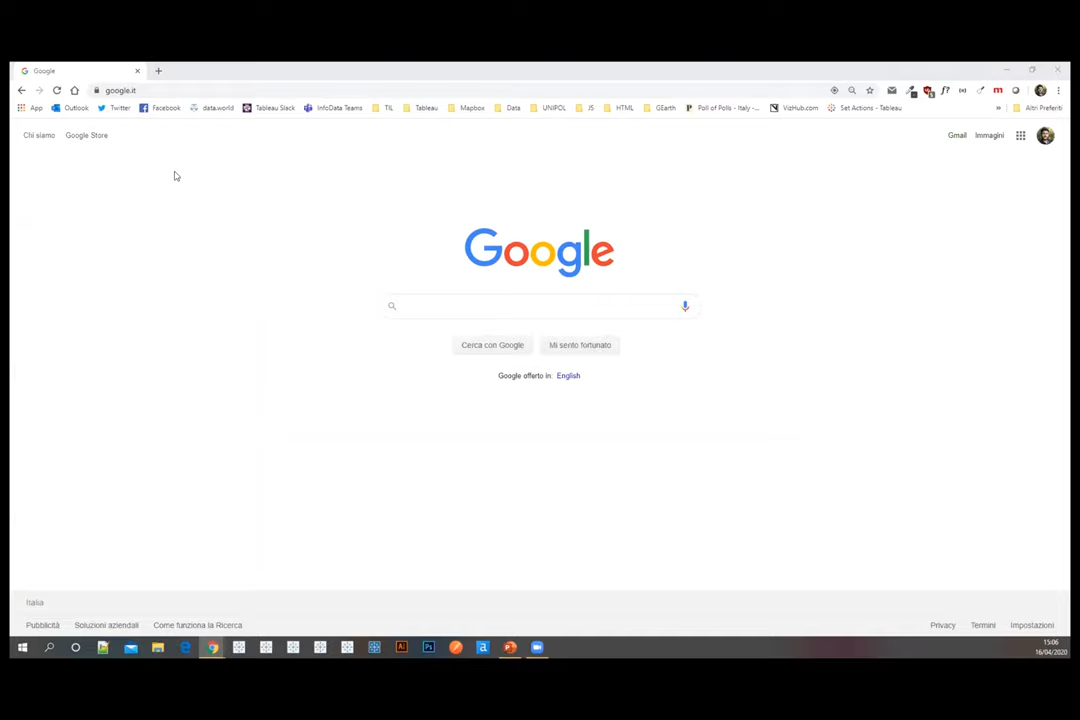 Google
google.it
App Outlook Twitter Facebook data.world Tableau Slack InfoData Teams TIL Tableau Mapbox Data UNIPOL JS HTML GEarth Poll of Polls - Italy -... VizHub.com Set Actions - Tableau » Altri Preferiti
Chi siamo Google Store Gmail Immagini
Google
Cerca con Google Mi sento fortunato
Google offerto in: English
Italia
Pubblicità Soluzioni aziendali Come funziona la Ricerca Privacy Termini Impostazioni
15:06
16/04/2020